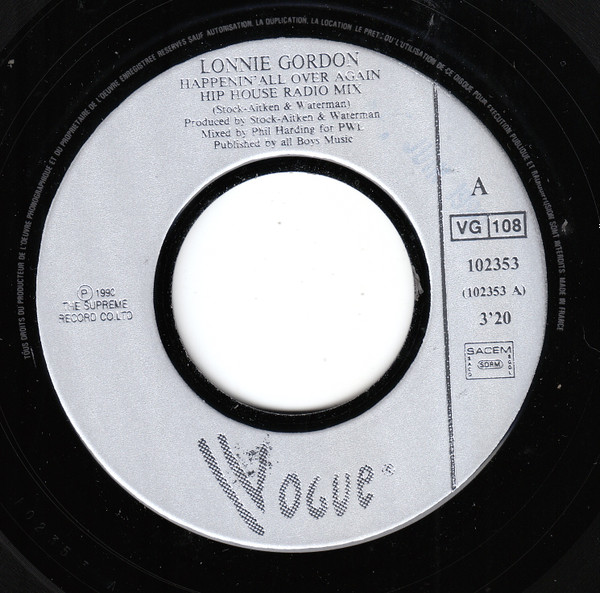 TOUS DROITS DU PRODUCTEUR DE L'ŒUVRE PHONOGRAPHIQUE ET DU PROPRIETAIRE DE L'ŒUVRE ENREGISTREE RESERVES SAUF AUTORISATION, LA DUPLICATION, LA LOCATION, LE PRET, OU L'UTILISATION DE CE DISQUE POUR EXECUTION PUBLIQUE ET RADIODIFFUSION SONT INTERDITS. MADE IN FRANCE
LONNIE GORDON
HAPPENIN' ALL OVER AGAIN
HIP HOUSE RADIO MIX
(Stock-Aitken & Waterman)
Produced by Stock-Aitken & Waterman
Mixed by Phil Harding for PWL
Published by all Boys Music
A
VG 108
102353
(102353 A)
3'20
SACEM
SACD
SDRM
SGDL
Ⓟ 1990
THE SUPREME
RECORD CO.LTD
Vogue